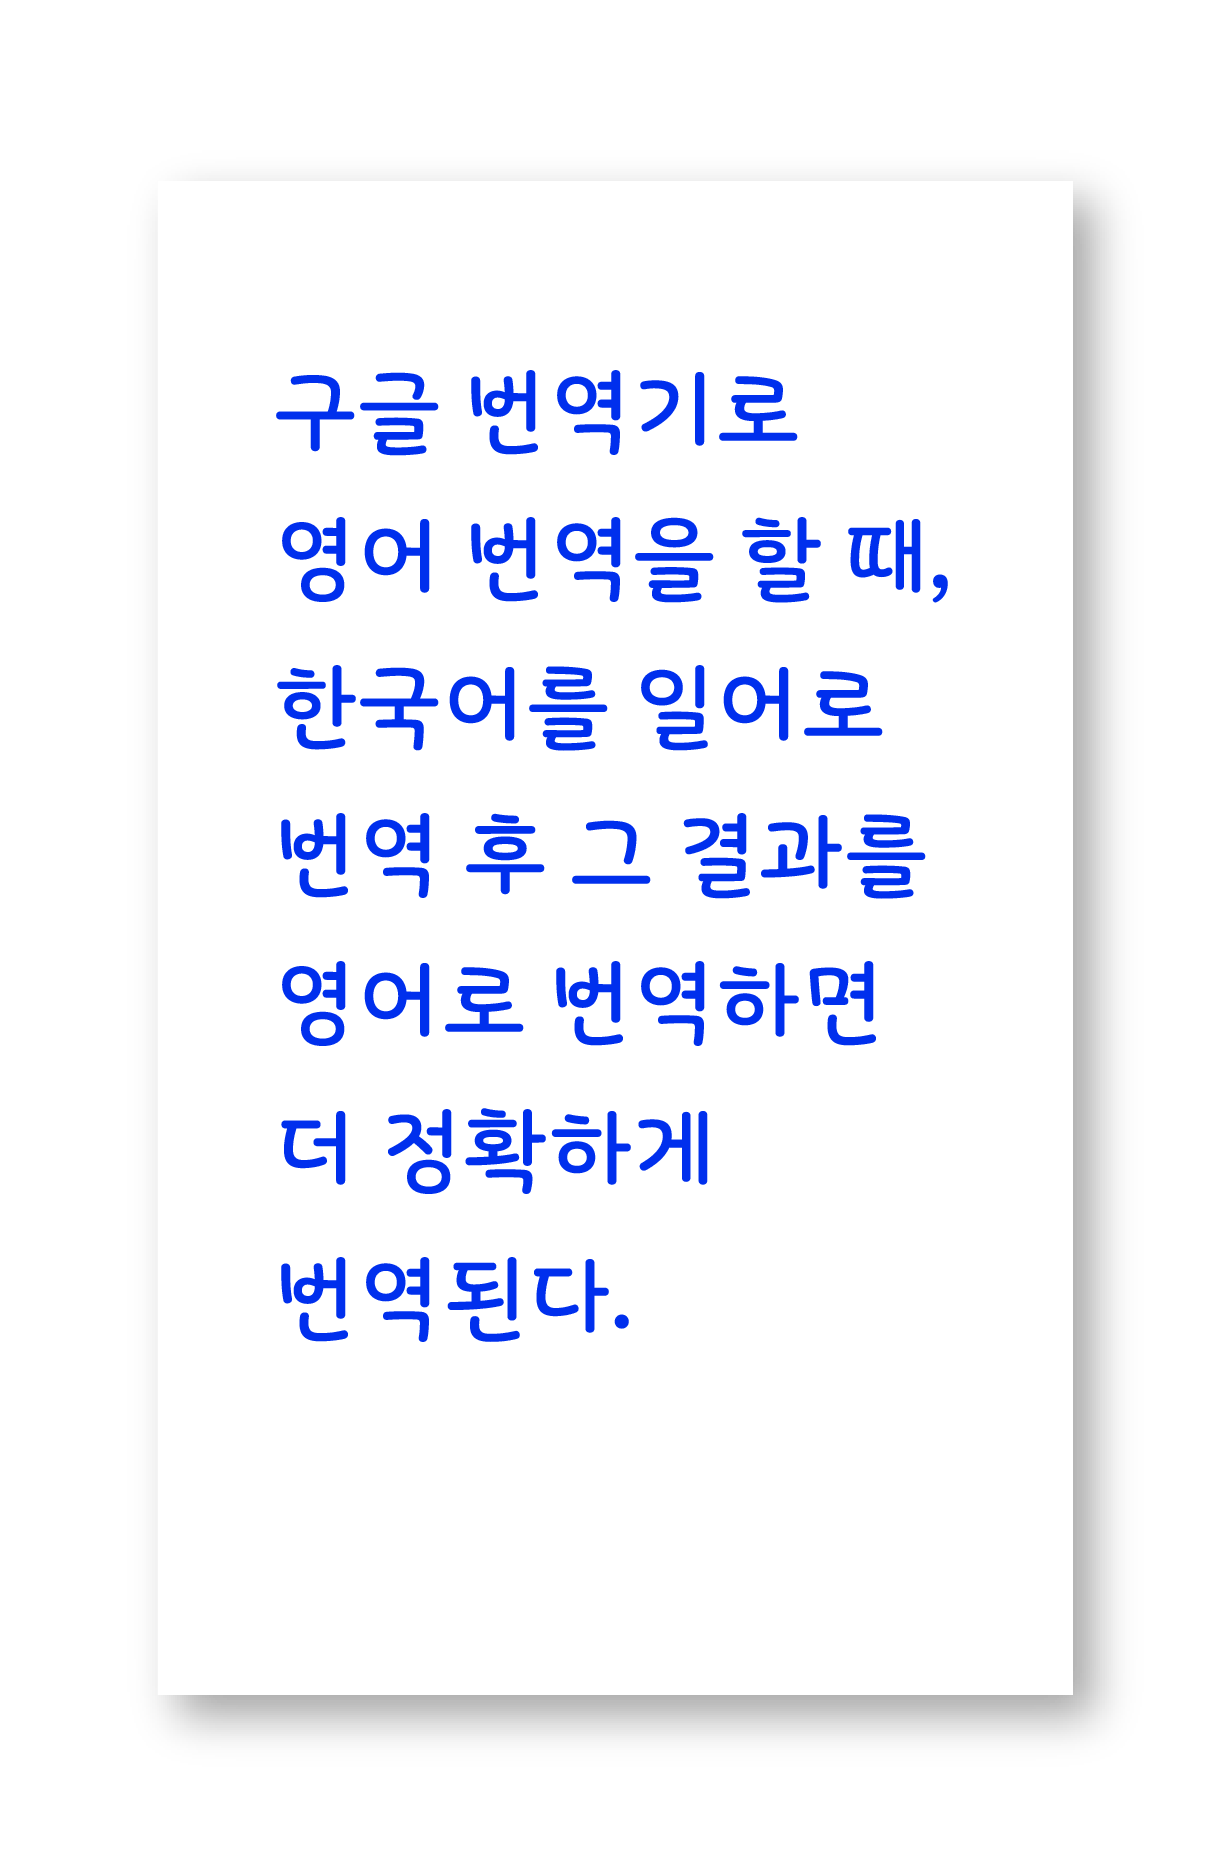 구글 번역기로
영어 번역을 할 때,
한국어를 일어로
번역 후 그 결과를
영어로 번역하면
더 정확하게
번역된다.